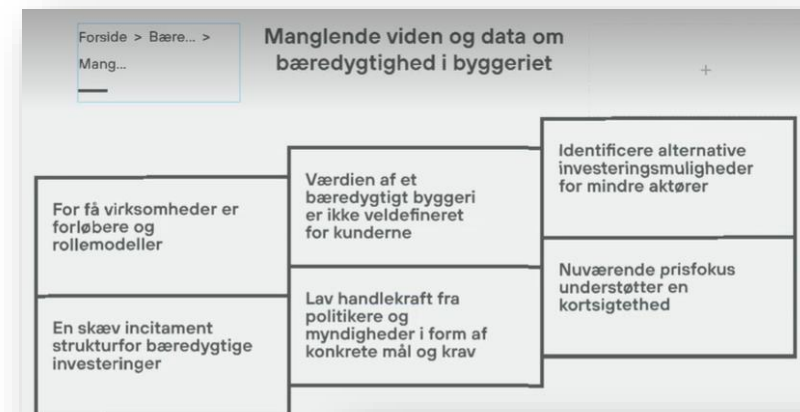 Forside > Bære... >
Mang...
Manglende viden og data om
bæredygtighed i byggeriet
For få virksomheder er
forløbere og
rollemodeller
En skæv incitament
strukturfor bæredygtige
investeringer
Værdien af et
bæredygtigt byggeri
er ikke veldefineret
for kunderne
Lav handlekraft fra
politikere og
myndigheder i form af
konkrete mål og krav
Identificere alternative
investeringsmuligheder
for mindre aktører
Nuværende prisfokus
understøtter en
kortsigtethed